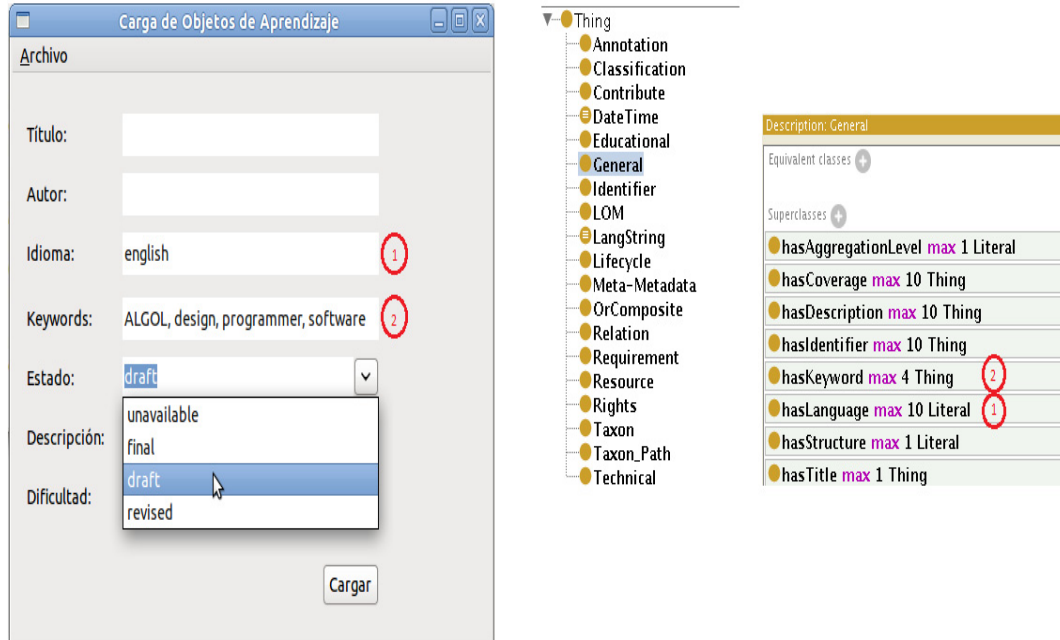 Carga de Objetos de Aprendizaje
Archivo
Título:
Autor:
Idioma: english 1
Keywords: ALGOL, design, programmer, software 2
Estado: draft
unavailable
final
draft
revised
Descripción:
Dificultad:
Cargar
Thing
Annotation
Classification
Contribute
DateTime
Educational
General
Identifier
LOM
LangString
Lifecycle
Meta-Metadata
OrComposite
Relation
Requirement
Resource
Rights
Taxon
Taxon_Path
Technical
Description: General
Equivalent classes
Superclasses
hasAggregationLevel max 1 Literal
hasCoverage max 10 Thing
hasDescription max 10 Thing
hasIdentifier max 10 Thing
hasKeyword max 4 Thing 2
hasLanguage max 10 Literal 1
hasStructure max 1 Literal
hasTitle max 1 Thing